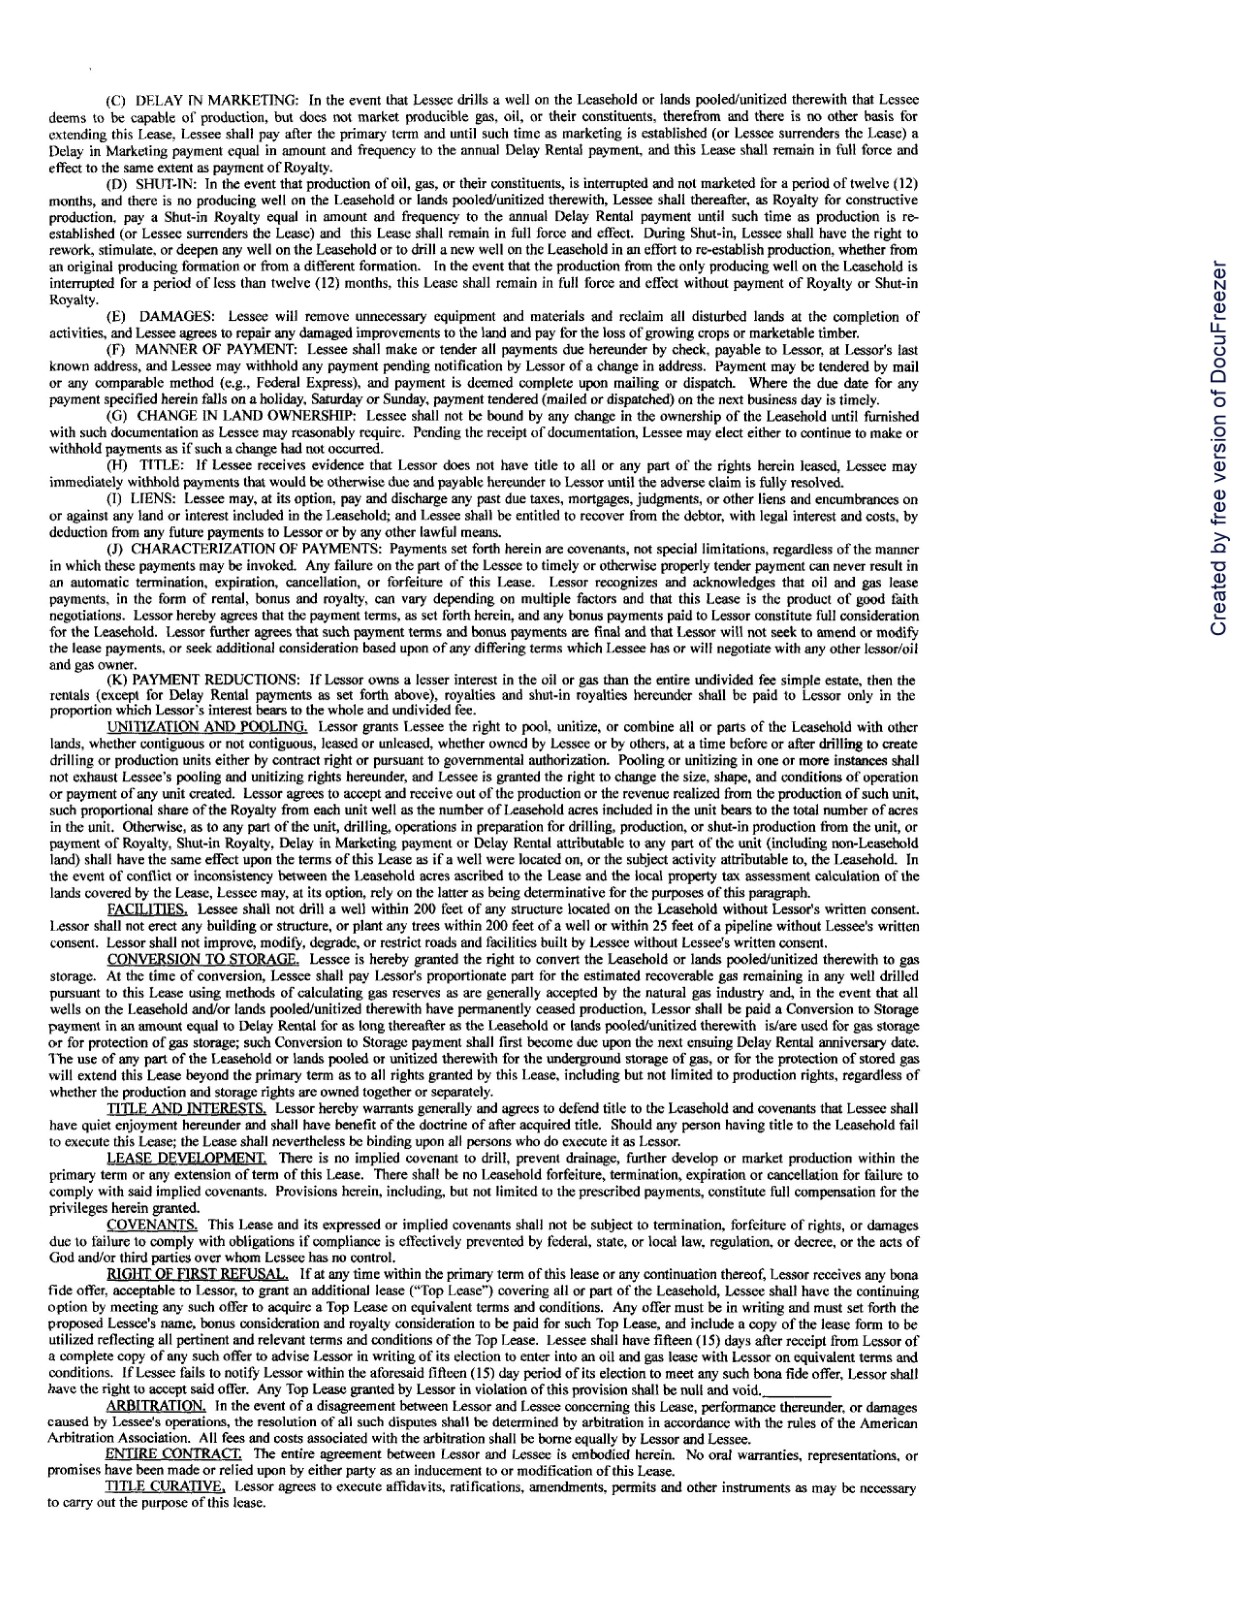 (C) DELAY IN MARKETING: In the event that Lessee drills a well on the Leasehold or lands pooled/unitized therewith that Lessee
deems to be capable of production, but does not market producible gas, oil, or their constituents, therefrom and there is no other basis for
extending this Lease, Lessee shall pay after the primary term and until such time as marketing is established (or Lessee surrenders the Lease) a
Delay in Marketing payment equal in amount and frequency to the annual Delay Rental payment, and this Lease shall remain in full force and
effect to the same extent as payment of Royalty.
(D) SHUT-IN: In the event that production of oil, gas, or their constituents, is interrupted and not marketed for a period of twelve (12)
months, and there is no producing well on the Leasehold or lands pooled/unitized therewith, Lessee shall thereafter, as Royalty for constructive
production, pay a Shut-in Royalty equal in amount and frequency to the annual Delay Rental payment until such time as production is re-
established (or Lessee surrenders the Lease) and this Lease shall remain in full force and effect. During Shut-in, Lessee shall have the right to
rework, stimulate, or deepen any well on the Leasehold or to drill a new well on the Leasehold in an effort to re-establish production, whether from
an original producing formation or from a different formation. In the event that the production from the only producing well on the Leasehold is
interrupted for a period of less than twelve (12) months, this Lease shall remain in full force and effect without payment of Royalty or Shut-in
Royalty.
(E) DAMAGES: Lessee will remove unnecessary equipment and materials and reclaim all disturbed lands at the completion of
activities, and Lessee agrees to repair any damaged improvements to the land and pay for the loss of growing crops or marketable timber.
(F) MANNER OF PAYMENT: Lessee shall make or tender all payments due hereunder by check, payable to Lessor, at Lessor's last
known address, and Lessee may withhold any payment pending notification by Lessor of a change in address. Payment may be tendered by mail
or any comparable method (e.g., Federal Express), and payment is deemed complete upon mailing or dispatch. Where the due date for any
payment specified herein falls on a holiday, Saturday or Sunday, payment tendered (mailed or dispatched) on the next business day is timely.
(G) CHANGE IN LAND OWNERSHIP: Lessee shall not be bound by any change in the ownership of the Leasehold until furnished
with such documentation as Lessee may reasonably require. Pending the receipt of documentation, Lessee may elect either to continue to make or
withhold payments as if such a change had not occurred.
(H) TITLE: If Lessee receives evidence that Lessor does not have title to all or any part of the rights herein leased, Lessee may
immediately withhold payments that would be otherwise due and payable hereunder to Lessor until the adverse claim is fully resolved.
(I) LIENS: Lessee may, at its option, pay and discharge any past due taxes, mortgages, judgments, or other liens and encumbrances on
or against any land or interest included in the Leasehold; and Lessee shall be entitled to recover from the debtor, with legal interest and costs, by
deduction from any future payments to Lessor or by any other lawful means.
(J) CHARACTERIZATION OF PAYMENTS: Payments set forth herein are covenants, not special limitations, regardless of the manner
in which these payments may be invoked. Any failure on the part of the Lessee to timely or otherwise properly tender payment can never result in
an automatic termination, expiration, cancellation, or forfeiture of this Lease. Lessor recognizes and acknowledges that oil and gas lease
payments, in the form of rental, bonus and royalty, can vary depending on multiple factors and that this Lease is the product of good faith
negotiations. Lessor hereby agrees that the payment terms, as set forth herein, and any bonus payments paid to Lessor constitute full consideration
for the Leasehold. Lessor further agrees that such payment terms and bonus payments are final and that Lessor will not seek to amend or modify
the lease payments, or seek additional consideration based upon of any differing terms which Lessee has or will negotiate with any other lessor/oil
and gas owner.
(K) PAYMENT REDUCTIONS: If Lessor owns a lesser interest in the oil or gas than the entire undivided fee simple estate, then the
rentals (except for Delay Rental payments as set forth above), royalties and shut-in royalties hereunder shall be paid to Lessor only in the
proportion which Lessor's interest bears to the whole and undivided fee.
UNITIZATION AND POOLING. Lessor grants Lessee the right to pool, unitize, or combine all or parts of the Leasehold with other
lands, whether contiguous or not contiguous, leased or unleased, whether owned by Lessee or by others, at a time before or after drilling to create
drilling or production units either by contract right or pursuant to governmental authorization. Pooling or unitizing in one or more instances shall
not exhaust Lessee's pooling and unitizing rights hereunder, and Lessee is granted the right to change the size, shape, and conditions of operation
or payment of any unit created. Lessor agrees to accept and receive out of the production or the revenue realized from the production of such unit,
such proportional share of the Royalty from each unit well as the number of Leasehold acres included in the unit bears to the total number of acres
in the unit. Otherwise, as to any part of the unit, drilling, operations in preparation for drilling, production, or shut-in production from the unit, or
payment of Royalty, Shut-in Royalty, Delay in Marketing payment or Delay Rental attributable to any part of the unit (including non-Leasehold
land) shall have the same effect upon the terms of this Lease as if a well were located on, or the subject activity attributable to, the Leasehold. In
the event of conflict or inconsistency between the Leasehold acres ascribed to the Lease and the local property tax assessment calculation of the
lands covered by the Lease, Lessee may, at its option, rely on the latter as being determinative for the purposes of this paragraph.
FACILITIES. Lessee shall not drill a well within 200 feet of any structure located on the Leasehold without Lessor's written consent.
Lessor shall not erect any building or structure, or plant any trees within 200 feet of a well or within 25 feet of a pipeline without Lessee's written
consent. Lessor shall not improve, modify, degrade, or restrict roads and facilities built by Lessee without Lessee's written consent.
CONVERSION TO STORAGE. Lessee is hereby granted the right to convert the Leasehold or lands pooled/unitized therewith to gas
storage. At the time of conversion, Lessee shall pay Lessor's proportionate part for the estimated recoverable gas remaining in any well drilled
pursuant to this Lease using methods of calculating gas reserves as are generally accepted by the natural gas industry and, in the event that all
wells on the Leasehold and/or lands pooled/unitized therewith have permanently ceased production, Lessor shall be paid a Conversion to Storage
payment in an amount equal to Delay Rental for as long thereafter as the Leasehold or lands pooled/unitized therewith is/are used for gas storage
or for protection of gas storage; such Conversion to Storage payment shall first become due upon the next ensuing Delay Rental anniversary date.
The use of any part of the Leasehold or lands pooled or unitized therewith for the underground storage of gas, or for the protection of stored gas
will extend this Lease beyond the primary term as to all rights granted by this Lease, including but not limited to production rights, regardless of
whether the production and storage rights are owned together or separately.
TITLE AND INTERESTS. Lessor hereby warrants generally and agrees to defend title to the Leasehold and covenants that Lessee shall
have quiet enjoyment hereunder and shall have benefit of the doctrine of after acquired title. Should any person having title to the Leasehold fail
to execute this Lease; the Lease shall nevertheless be binding upon all persons who do execute it as Lessor.
LEASE DEVELOPMENT. There is no implied covenant to drill, prevent drainage, further develop or market production within the
primary term or any extension of term of this Lease. There shall be no Leasehold forfeiture, termination, expiration or cancellation for failure to
comply with said implied covenants. Provisions herein, including, but not limited to the prescribed payments, constitute full compensation for the
privileges herein granted.
COVENANTS. This Lease and its expressed or implied covenants shall not be subject to termination, forfeiture of rights, or damages
due to failure to comply with obligations if compliance is effectively prevented by federal, state, or local law, regulation, or decree, or the acts of
God and/or third parties over whom Lessee has no control.
RIGHT OF FIRST REFUSAL. If at any time within the primary term of this lease or any continuation thereof, Lessor receives any bona
fide offer, acceptable to Lessor, to grant an additional lease ("Top Lease") covering all or part of the Leasehold, Lessee shall have the continuing
option by meeting any such offer to acquire a Top Lease on equivalent terms and conditions. Any offer must be in writing and must set forth the
proposed Lessee's name, bonus consideration and royalty consideration to be paid for such Top Lease, and include a copy of the lease form to be
utilized reflecting all pertinent and relevant terms and conditions of the Top Lease. Lessee shall have fifteen (15) days after receipt from Lessor of
a complete copy of any such offer to advise Lessor in writing of its election to enter into an oil and gas lease with Lessor on equivalent terms and
conditions. If Lessee fails to notify Lessor within the aforesaid fifteen (15) day period of its election to meet any such bona fide offer, Lessor shall
have the right to accept said offer. Any Top Lease granted by Lessor in violation of this provision shall be null and void.________
ARBITRATION. In the event of a disagreement between Lessor and Lessee concerning this Lease, performance thereunder, or damages
caused by Lessee's operations, the resolution of all such disputes shall be determined by arbitration in accordance with the rules of the American
Arbitration Association. All fees and costs associated with the arbitration shall be borne equally by Lessor and Lessee.
ENTIRE CONTRACT. The entire agreement between Lessor and Lessee is embodied herein. No oral warranties, representations, or
promises have been made or relied upon by either party as an inducement to or modification of this Lease.
TITLE CURATIVE. Lessor agrees to execute affidavits, ratifications, amendments, permits and other instruments as may be necessary
to carry out the purpose of this lease.
Created by free version of DocuFreezer